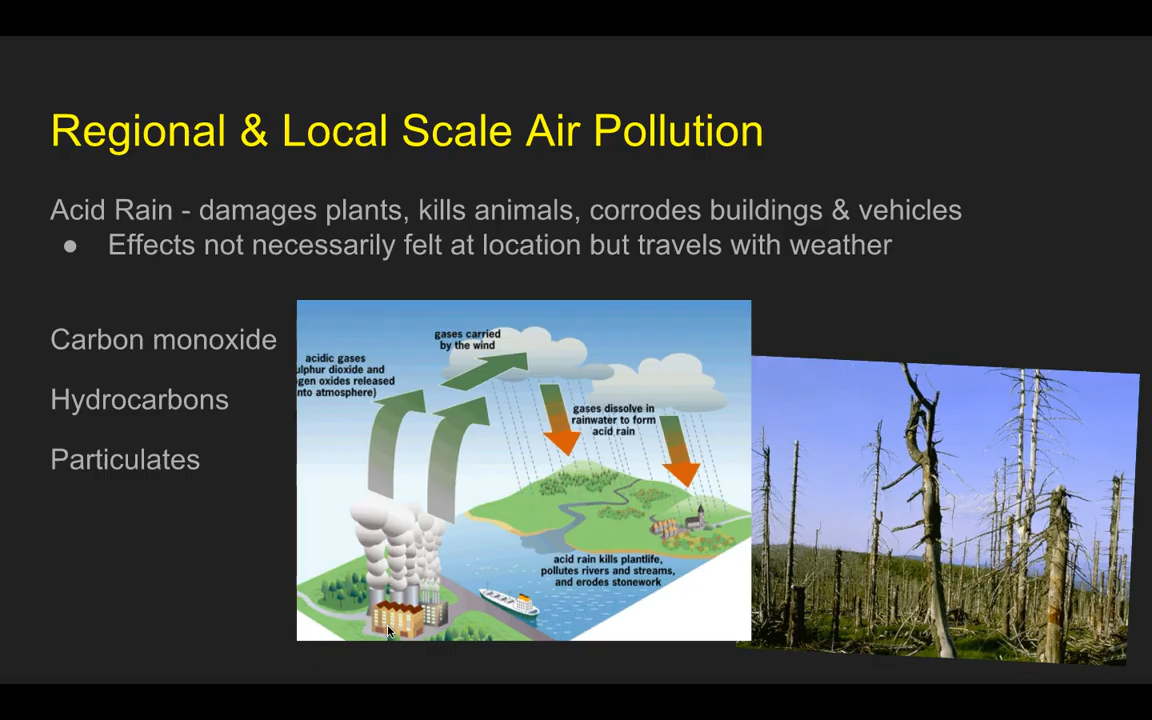 Regional & Local Scale Air Pollution
Acid Rain - damages plants, kills animals, corrodes buildings & vehicles
● Effects not necessarily felt at location but travels with weather
Carbon monoxide
Hydrocarbons
Particulates
gases carried
by the wind
acidic gases
ulphur dioxide and
ogen oxides released
nto atmosphere)
gases dissolve in
rainwater to form
acid rain
acid rain kills plantlife,
pollutes rivers and streams,
and erodes stonework